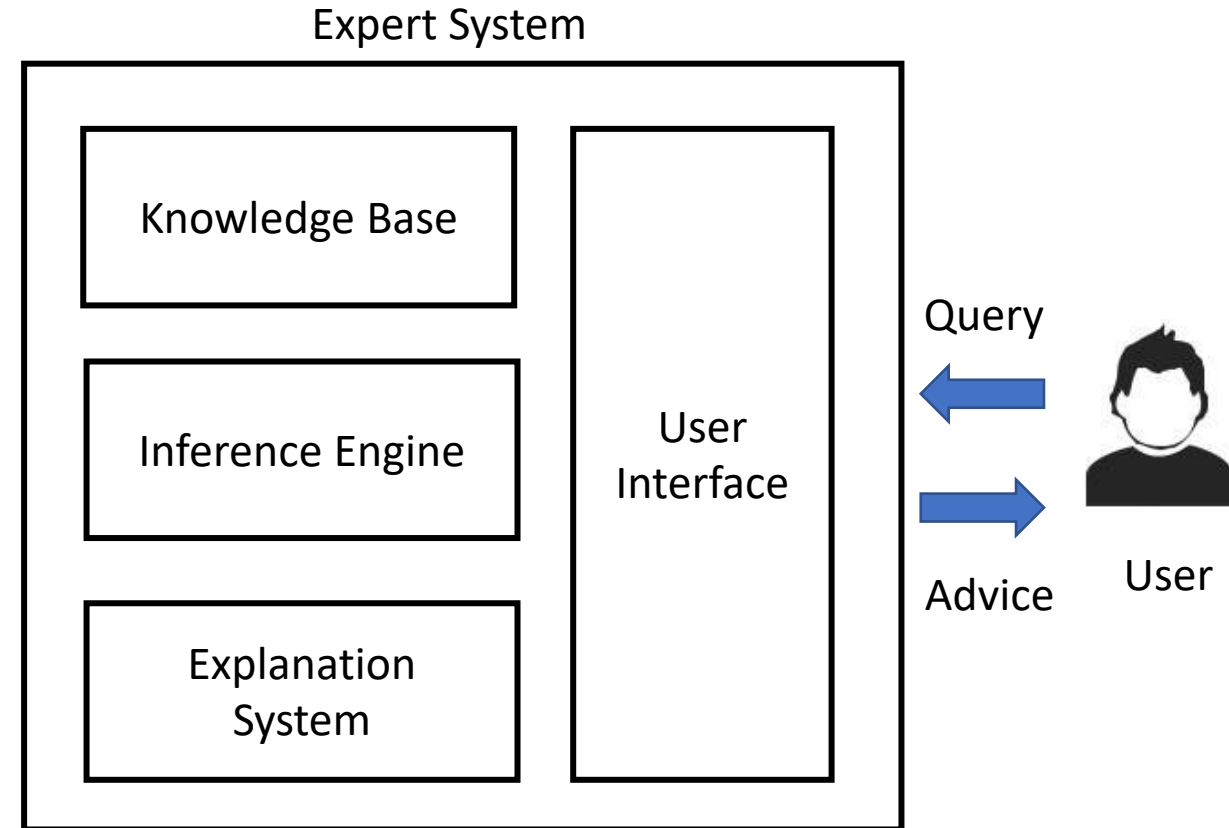 Expert System
Knowledge Base
Inference Engine
Explanation
System
User
Interface
Query
Advice
User